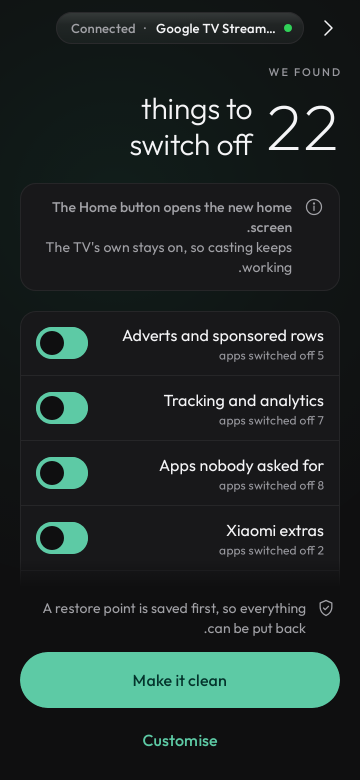 Connected · Google TV Stream...
WE FOUND
22 things to
switch off
The Home button opens the new home
.screen
The TV's own stays on, so casting keeps
.working
Adverts and sponsored rows
apps switched off 5
Tracking and analytics
apps switched off 7
Apps nobody asked for
apps switched off 8
Xiaomi extras
apps switched off 2
A restore point is saved first, so everything
.can be put back
Make it clean
Customise